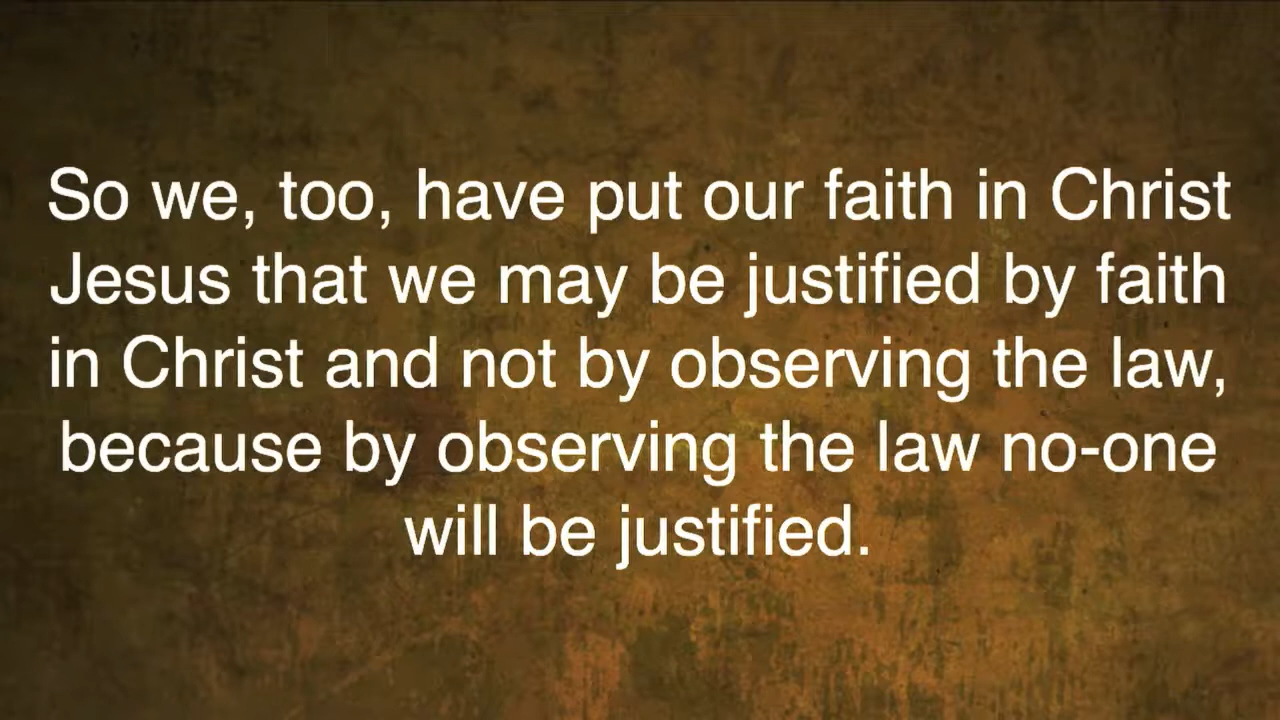 So we, too, have put our faith in Christ
Jesus that we may be justified by faith
in Christ and not by observing the law,
because by observing the law no-one
will be justified.